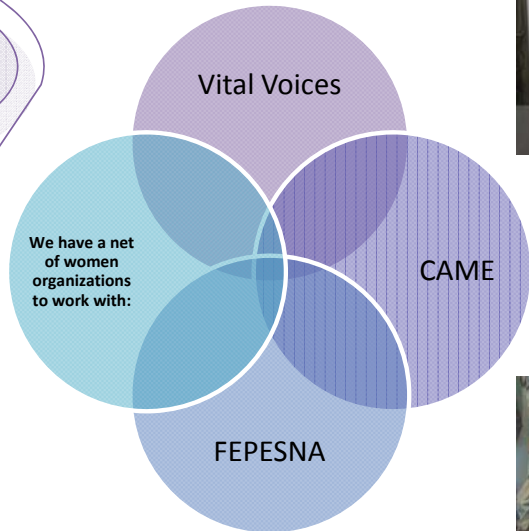 Vital Voices
We have a net
of women
organizations
to work with:
CAME
FEPESNA